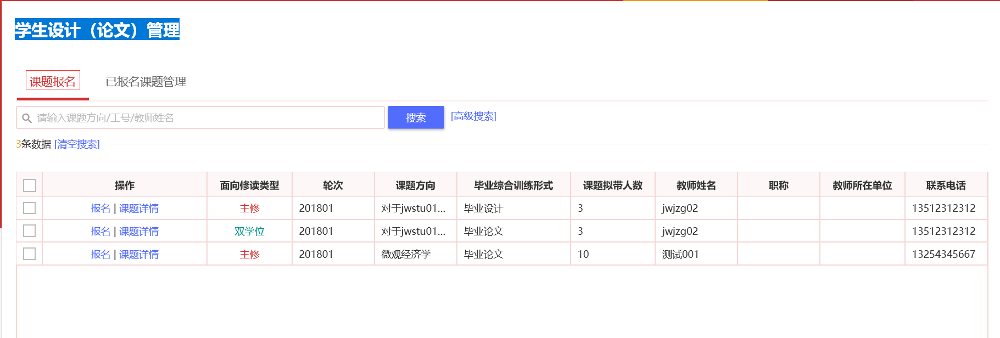 学生设计（论文）管理
课题报名 已报名课题管理
请输入课题方向/工号/教师姓名 搜索 [高级搜索]
3条数据 [清空搜索]
操作 面向修读类型 轮次 课题方向 毕业综合训练形式 课题拟带人数 教师姓名 职称 教师所在单位 联系电话
报名 | 课题详情 主修 201801 对于jwstu01... 毕业设计 3 jwjzg02 13512312312
报名 | 课题详情 双学位 201801 对于jwstu01... 毕业论文 3 jwjzg02 13512312312
报名 | 课题详情 主修 201801 微观经济学 毕业论文 10 测试001 13254345667